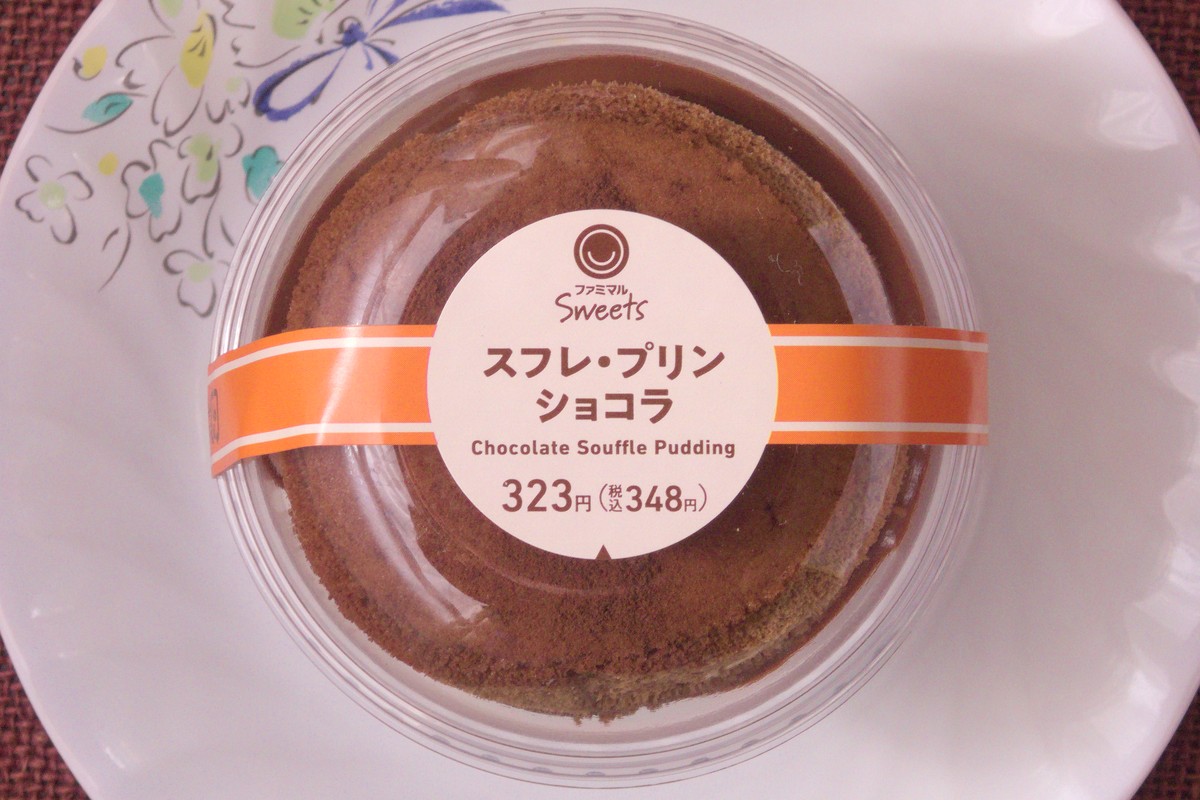 ファミマル
Sweets
スフレ・プリン
ショコラ
Chocolate Souffle Pudding
323円(税込348円)